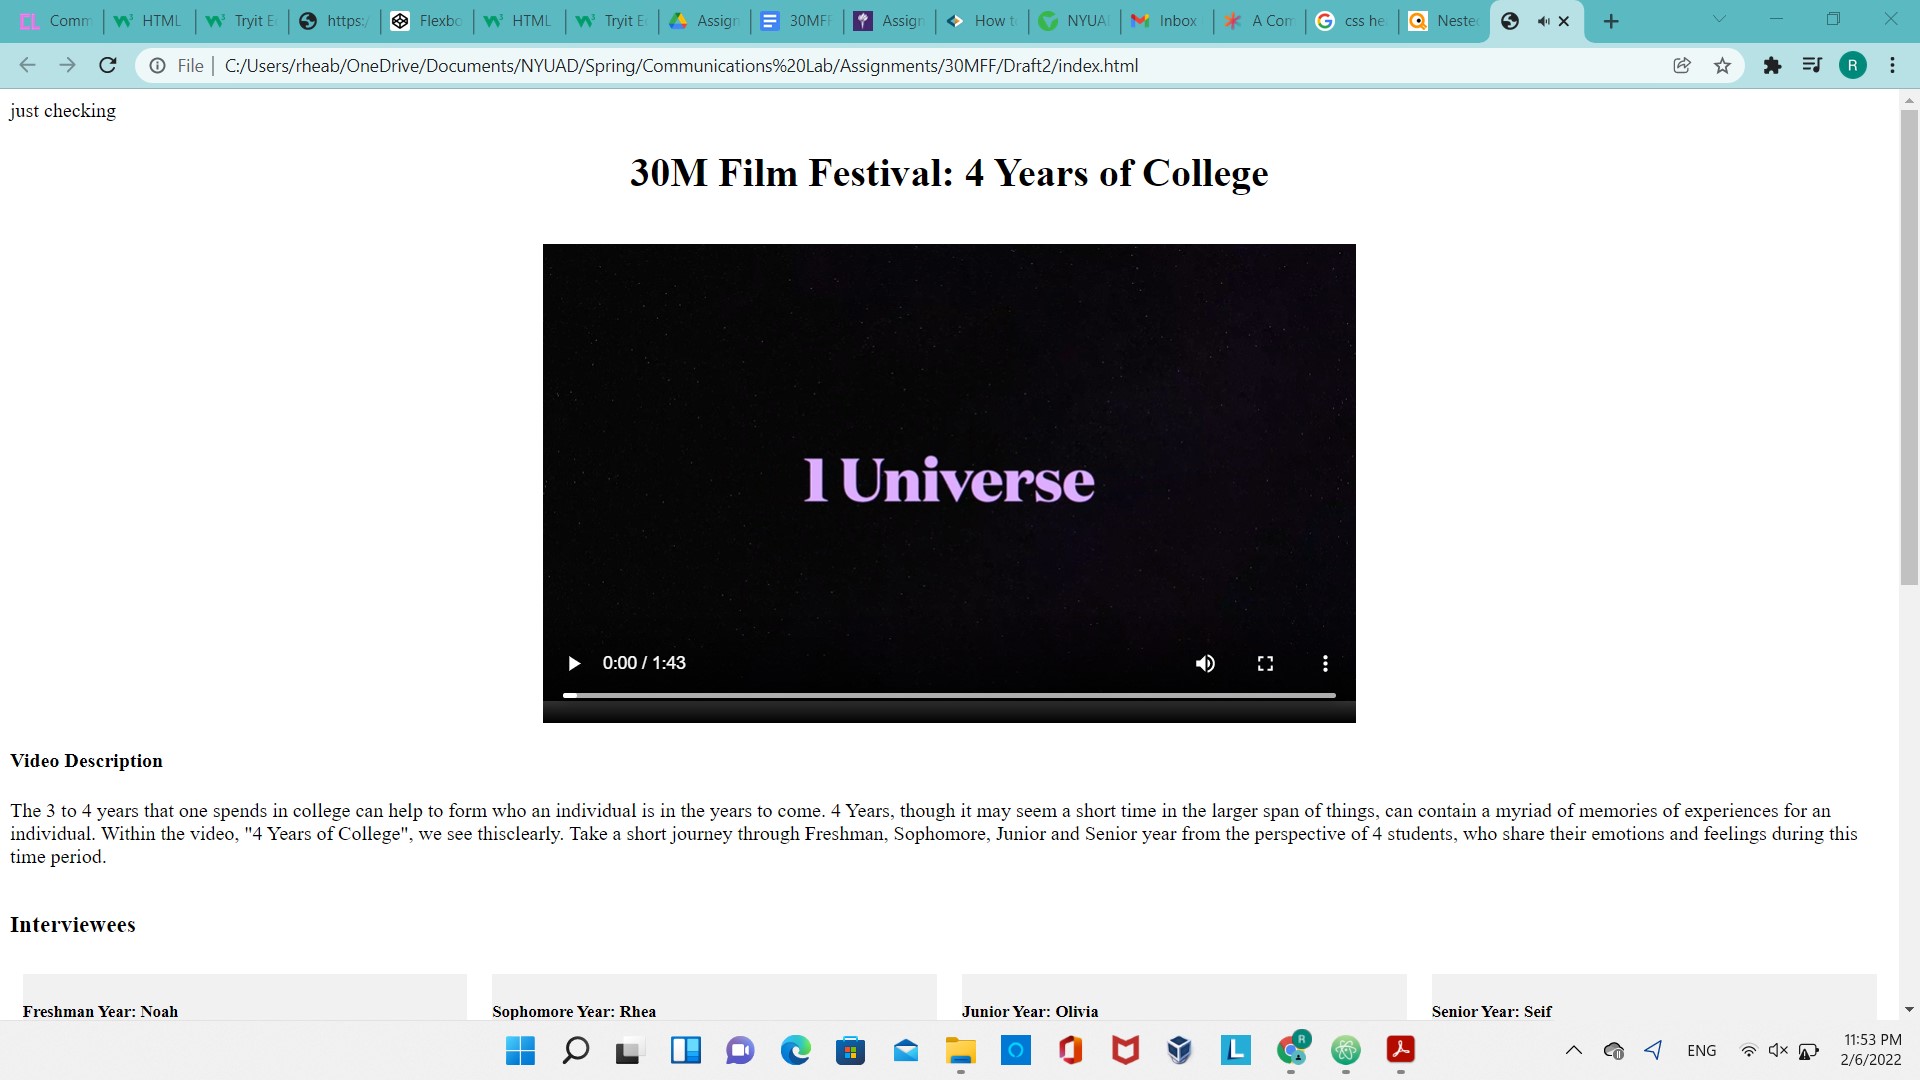 Comm HTML Tryit E https:/ Flexbo HTML Tryit E Assign 30MFF Assign How t NYUA Inbox A Com css he Neste
File C:/Users/rheab/OneDrive/Documents/NYUAD/Spring/Communications%20Lab/Assignments/30MFF/Draft2/index.html R
just checking
30M Film Festival: 4 Years of College
1 Universe
0:00 / 1:43
Video Description
The 3 to 4 years that one spends in college can help to form who an individual is in the years to come. 4 Years, though it may seem a short time in the larger span of things, can contain a myriad of memories of experiences for an
individual. Within the video, "4 Years of College", we see thisclearly. Take a short journey through Freshman, Sophomore, Junior and Senior year from the perspective of 4 students, who share their emotions and feelings during this
time period.
Interviewees
Freshman Year: Noah
Sophomore Year: Rhea
Junior Year: Olivia
Senior Year: Seif
ENG
11:53 PM
2/6/2022